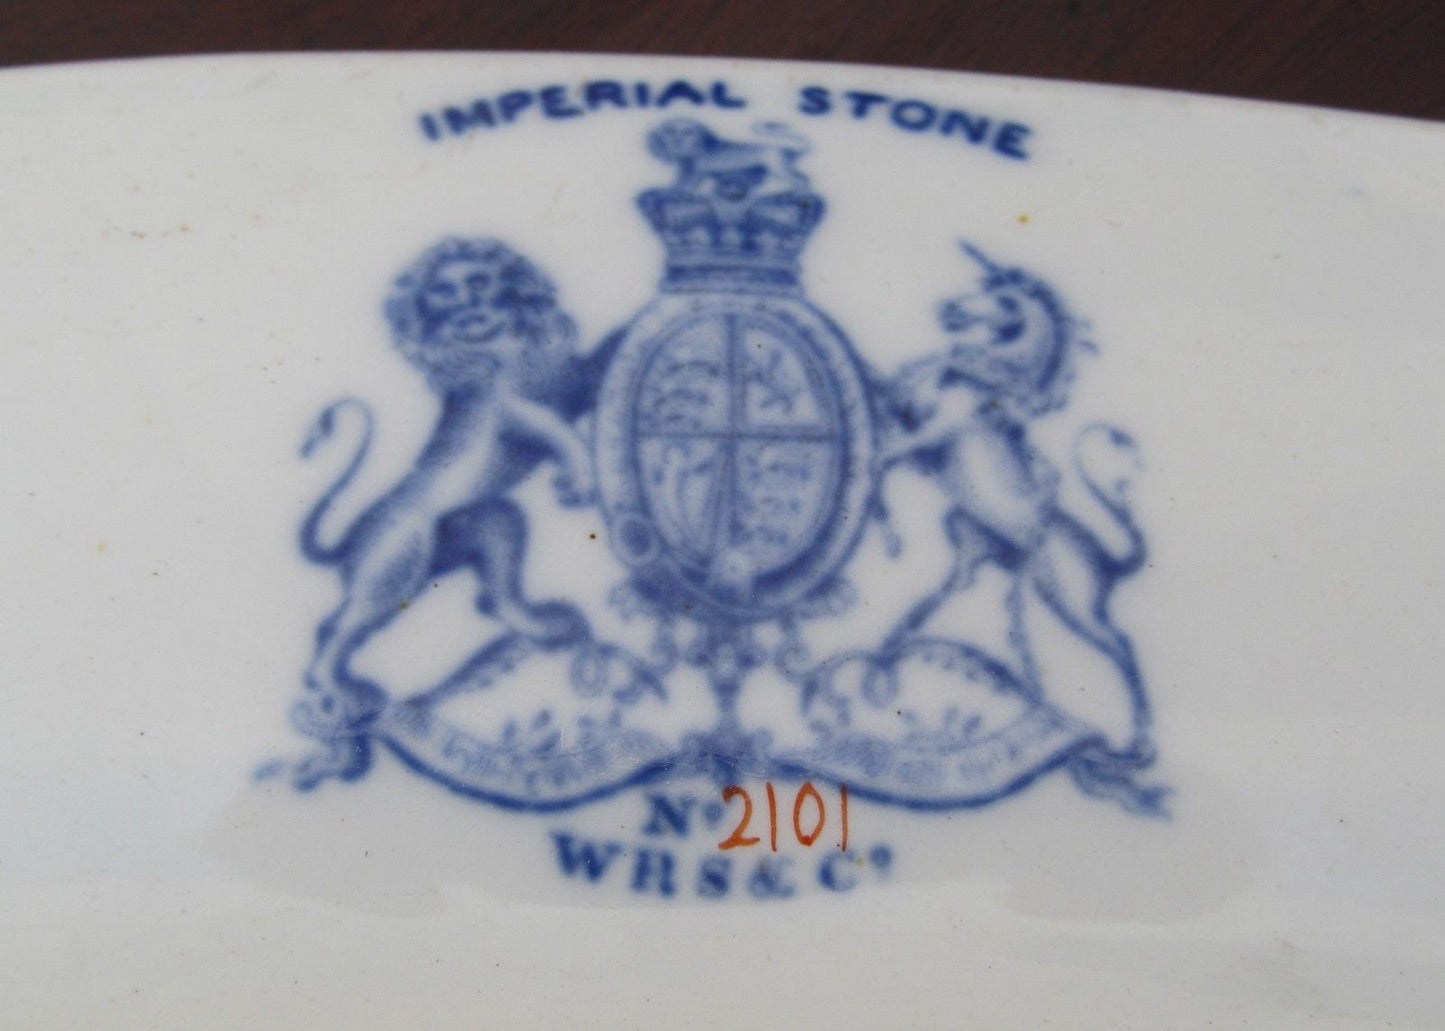 IMPERIAL STONE
No 2101
WRS & Co